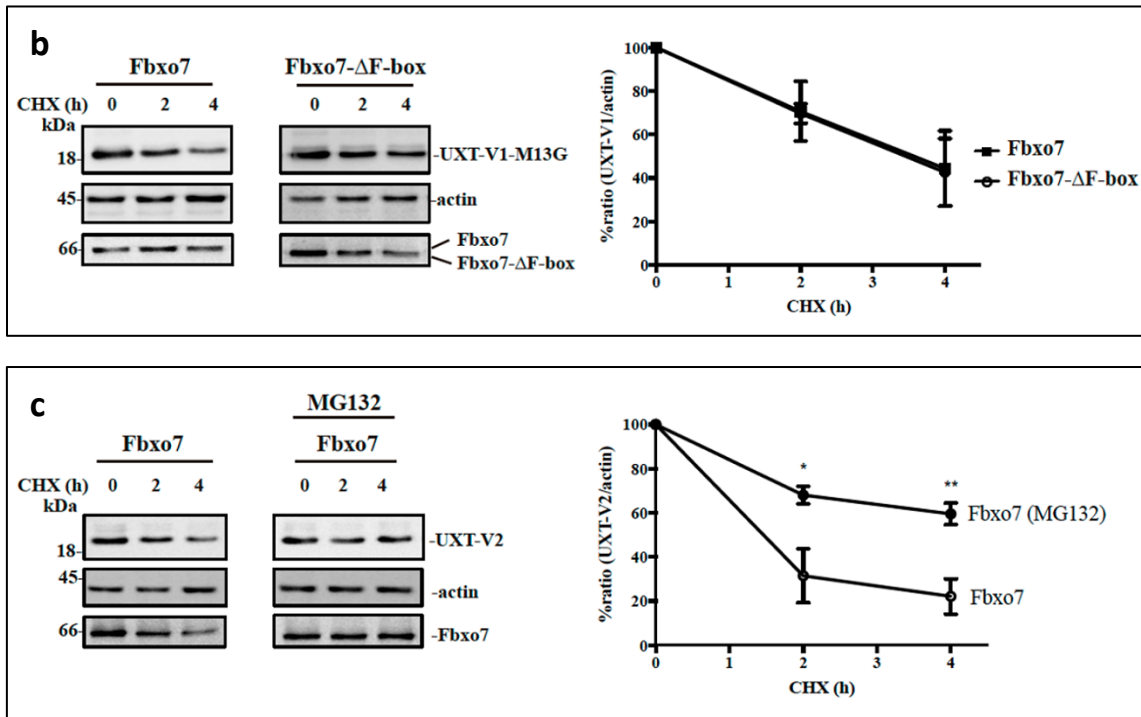 b
Fbxo7
Fbxo7-ΔF-box
CHX (h) 0 2 4 0 2 4
kDa
18- -UXT-V1-M13G
45- -actin
66- Fbxo7
Fbxo7-ΔF-box
%ratio (UXT-V1/actin)
100
80
60
40
20
0
0 1 2 3 4
CHX (h)
Fbxo7
Fbxo7-ΔF-box
c
MG132
Fbxo7 Fbxo7
CHX (h) 0 2 4 0 2 4
kDa
18- -UXT-V2
45- -actin
66- -Fbxo7
%ratio (UXT-V2/actin)
100
80
60
40
20
0
0 1 2 3 4
CHX (h)
* **
Fbxo7 (MG132)
Fbxo7